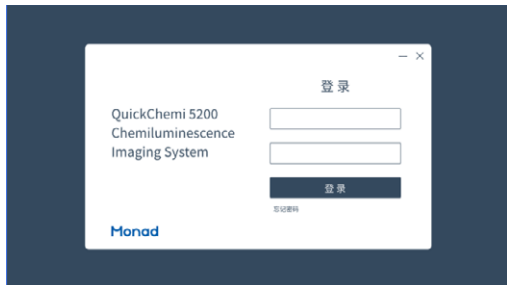 登录
QuickChemi 5200
Chemiluminescence
Imaging System
登录
忘记密码
Monad